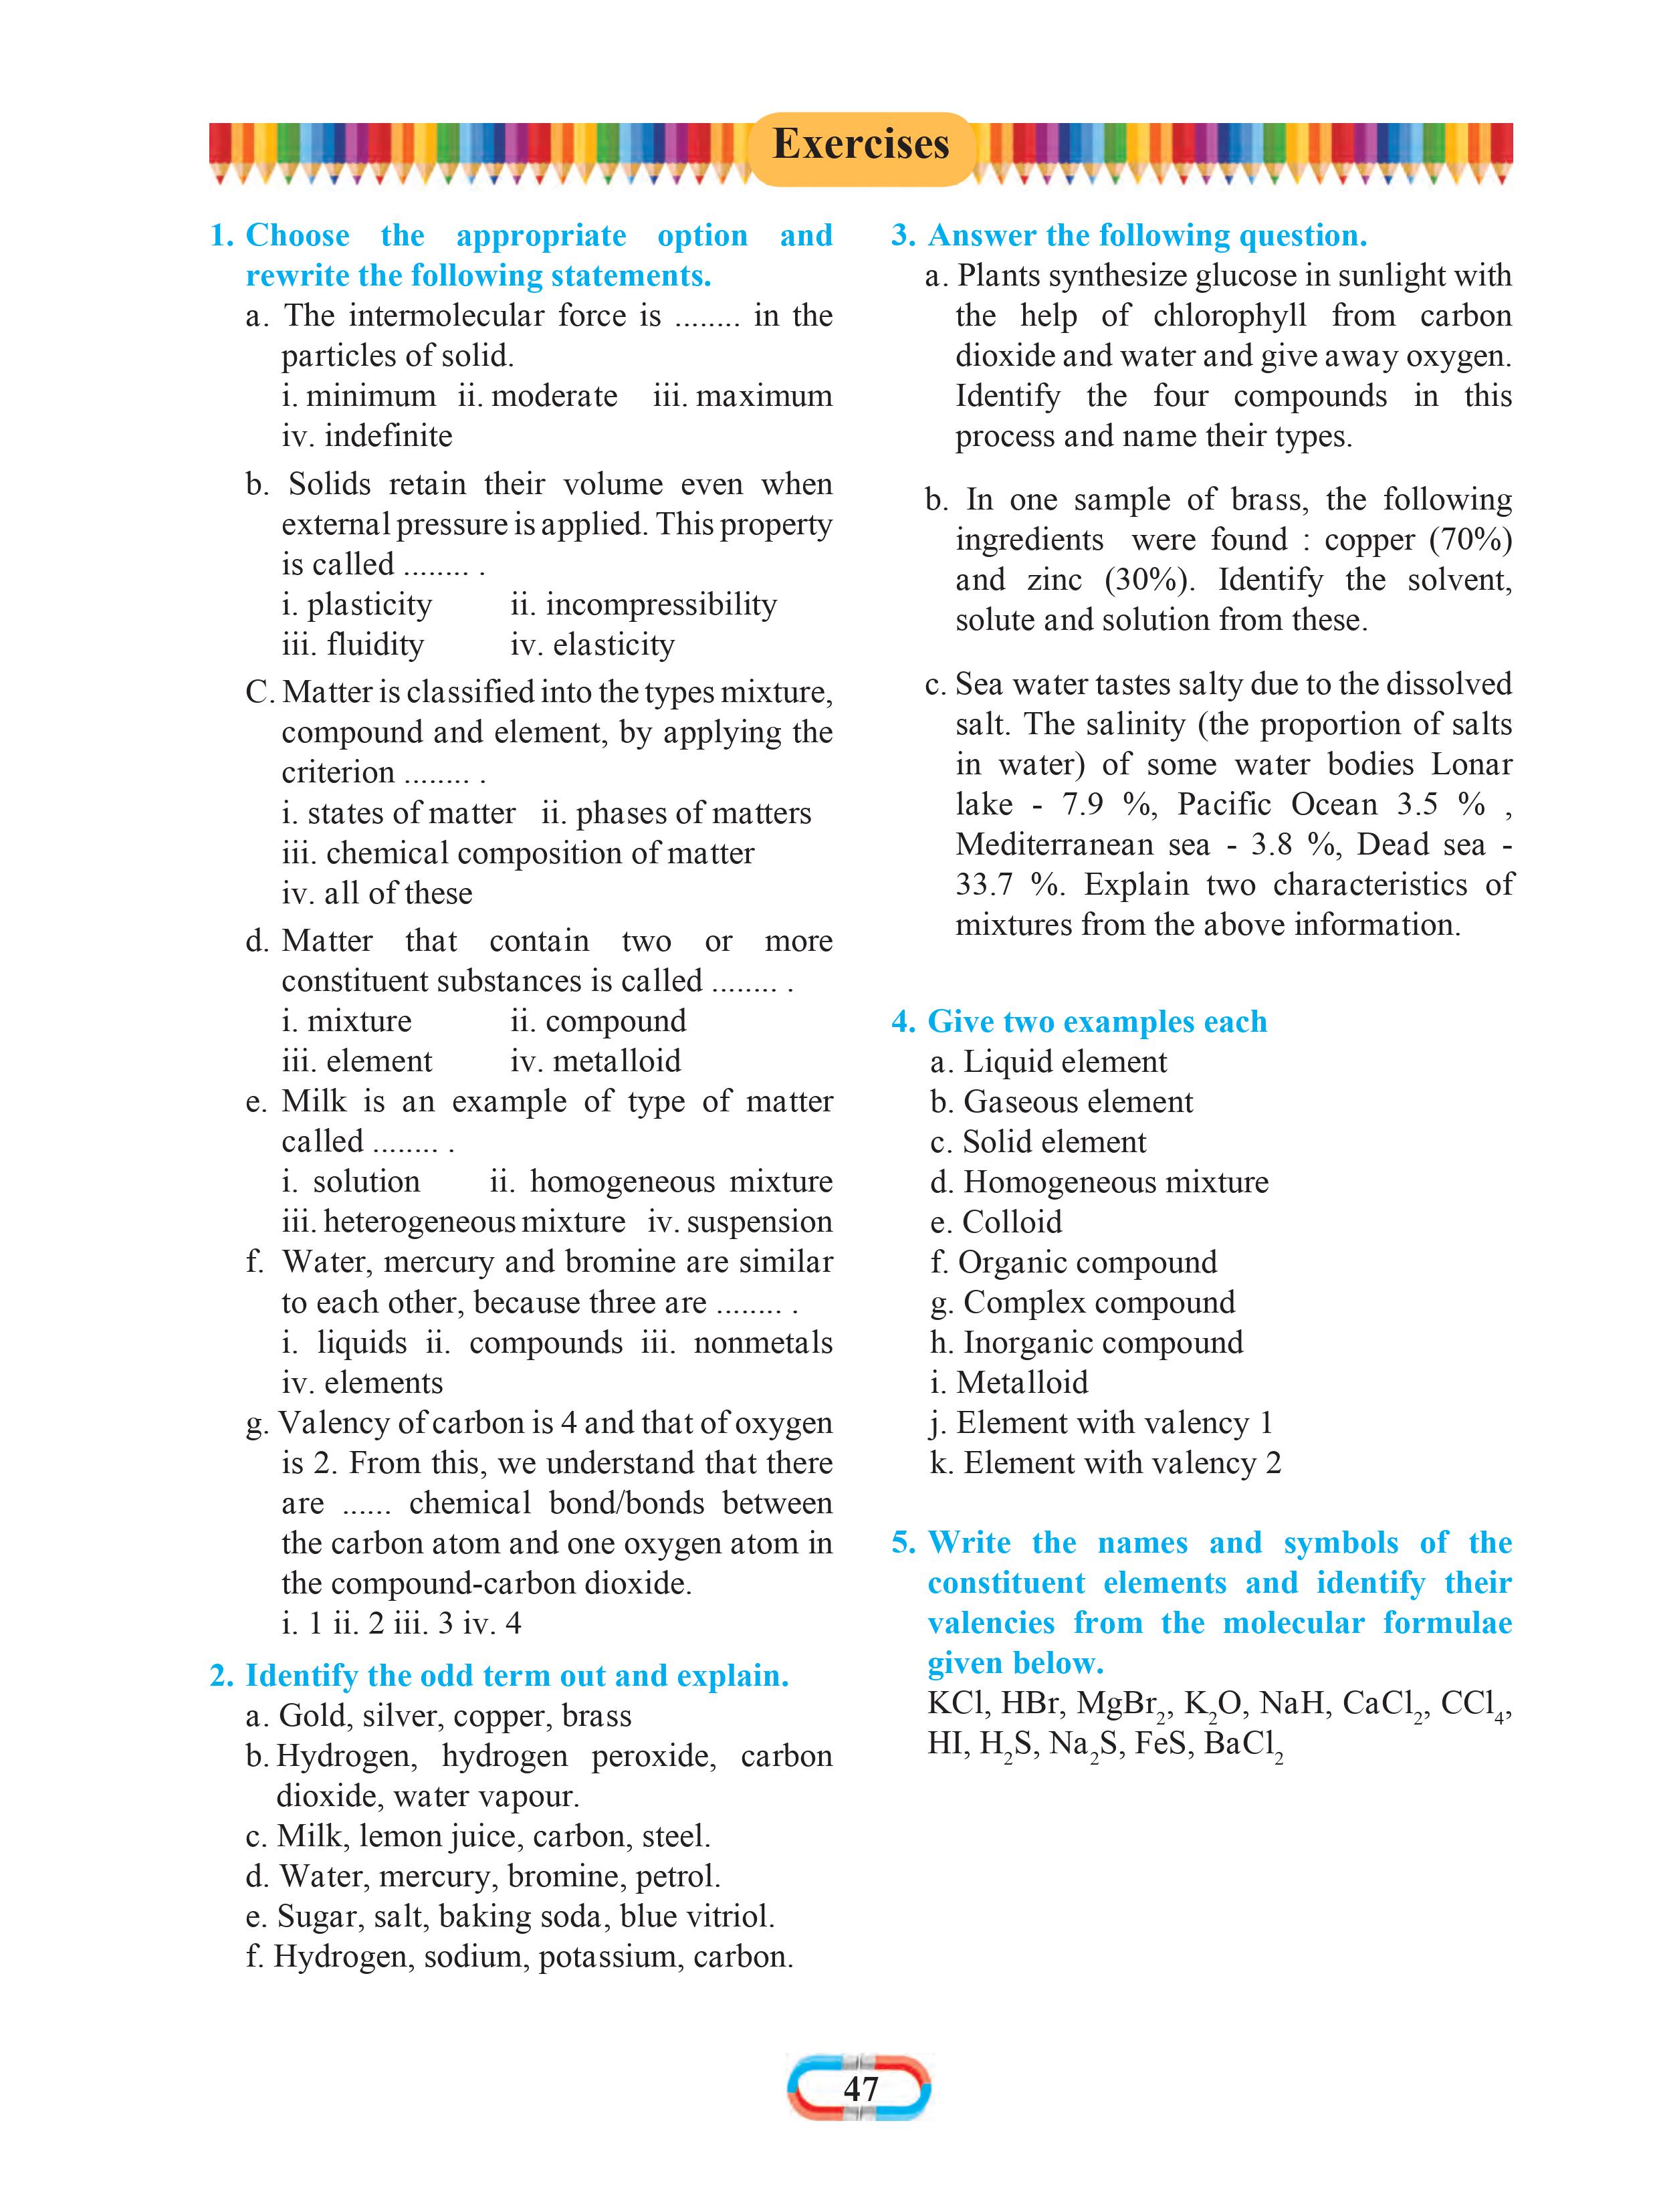 Exercises
1. Choose the appropriate option and
rewrite the following statements.
a. The intermolecular force is ........ in the
particles of solid.
i. minimum ii. moderate iii. maximum
iv. indefinite
b. Solids retain their volume even when
external pressure is applied. This property
is called ........ .
i. plasticity ii. incompressibility
iii. fluidity iv. elasticity
C. Matter is classified into the types mixture,
compound and element, by applying the
criterion ........ .
i. states of matter ii. phases of matters
iii. chemical composition of matter
iv. all of these
d. Matter that contain two or more
constituent substances is called ........ .
i. mixture ii. compound
iii. element iv. metalloid
e. Milk is an example of type of matter
called ........ .
i. solution ii. homogeneous mixture
iii. heterogeneous mixture iv. suspension
f. Water, mercury and bromine are similar
to each other, because three are ........ .
i. liquids ii. compounds iii. nonmetals
iv. elements
g. Valency of carbon is 4 and that of oxygen
is 2. From this, we understand that there
are ...... chemical bond/bonds between
the carbon atom and one oxygen atom in
the compound-carbon dioxide.
i. 1 ii. 2 iii. 3 iv. 4
2. Identify the odd term out and explain.
a. Gold, silver, copper, brass
b. Hydrogen, hydrogen peroxide, carbon
dioxide, water vapour.
c. Milk, lemon juice, carbon, steel.
d. Water, mercury, bromine, petrol.
e. Sugar, salt, baking soda, blue vitriol.
f. Hydrogen, sodium, potassium, carbon.
3. Answer the following question.
a. Plants synthesize glucose in sunlight with
the help of chlorophyll from carbon
dioxide and water and give away oxygen.
Identify the four compounds in this
process and name their types.
b. In one sample of brass, the following
ingredients were found : copper (70%)
and zinc (30%). Identify the solvent,
solute and solution from these.
c. Sea water tastes salty due to the dissolved
salt. The salinity (the proportion of salts
in water) of some water bodies Lonar
lake - 7.9 %, Pacific Ocean 3.5 % ,
Mediterranean sea - 3.8 %, Dead sea -
33.7 %. Explain two characteristics of
mixtures from the above information.
4. Give two examples each
a. Liquid element
b. Gaseous element
c. Solid element
d. Homogeneous mixture
e. Colloid
f. Organic compound
g. Complex compound
h. Inorganic compound
i. Metalloid
j. Element with valency 1
k. Element with valency 2
5. Write the names and symbols of the
constituent elements and identify their
valencies from the molecular formulae
given below.
KCl, HBr, MgBr₂, K₂O, NaH, CaCl₂, CCl₄,
HI, H₂S, Na₂S, FeS, BaCl₂
47